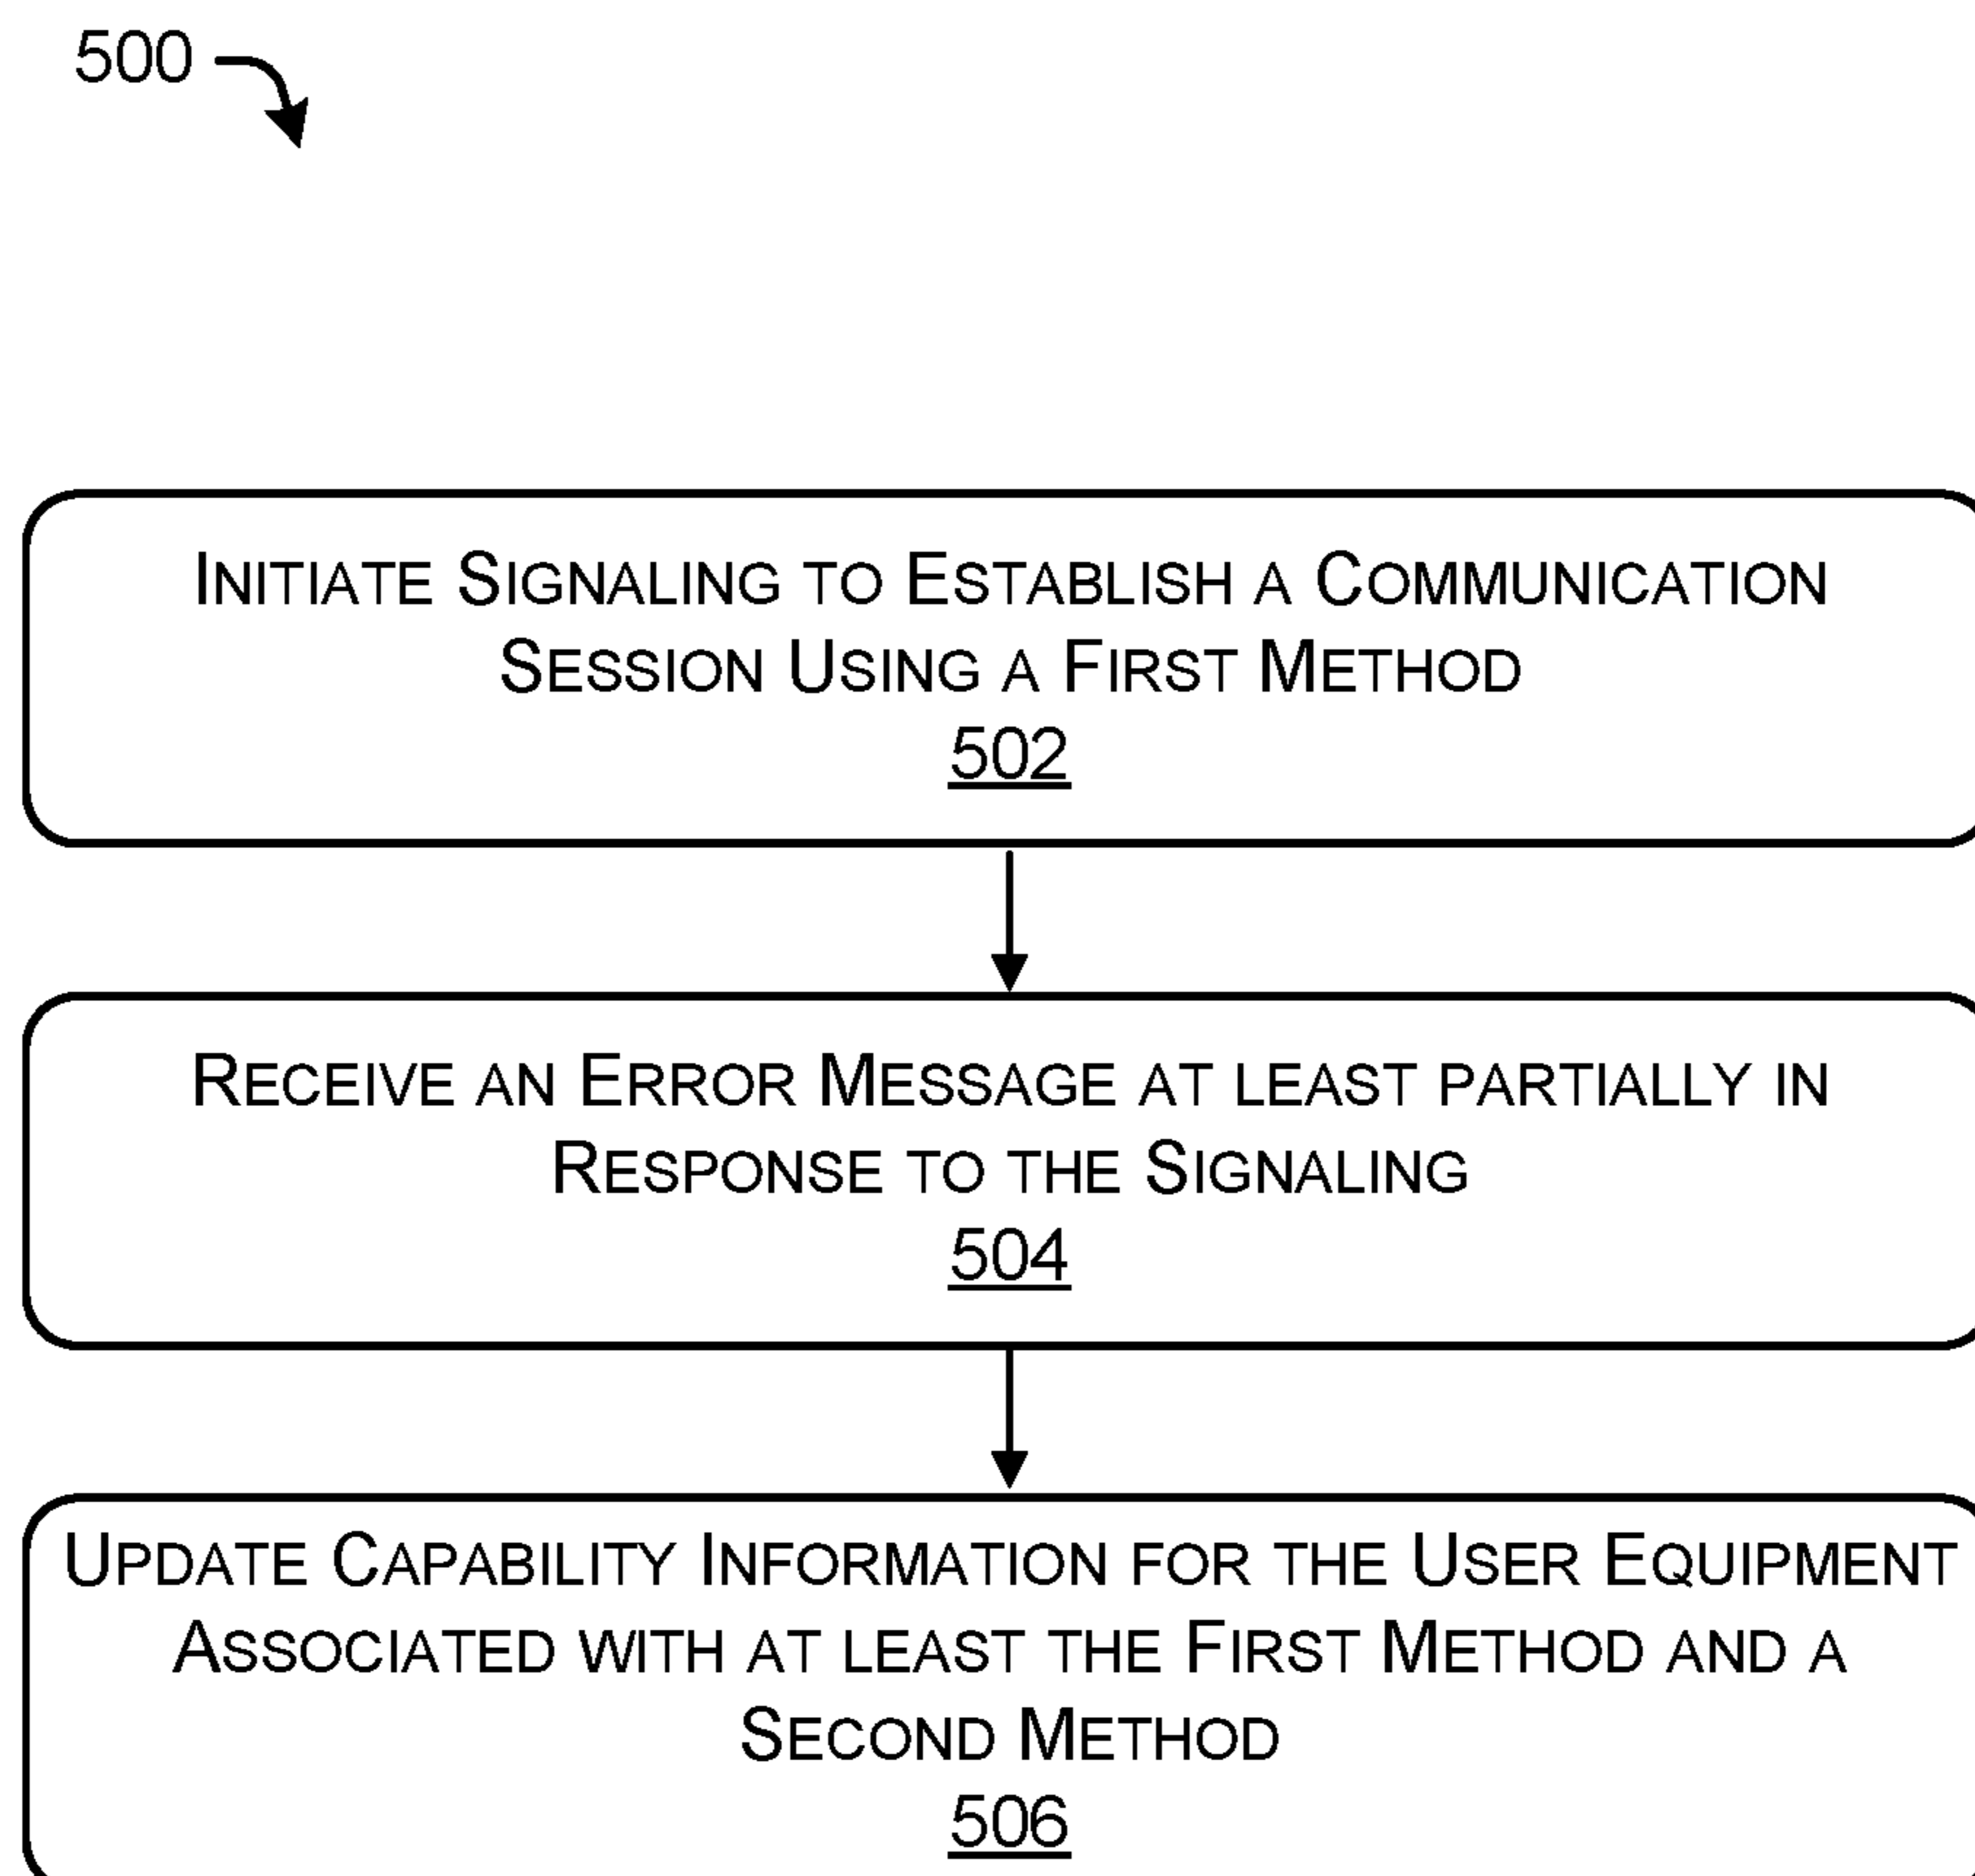 500
Initiate Signaling to Establish a Communication
Session Using a First Method
502
Receive an Error Message at least partially in
Response to the Signaling
504
Update Capability Information for the User Equipment
Associated with at least the First Method and a
Second Method
506